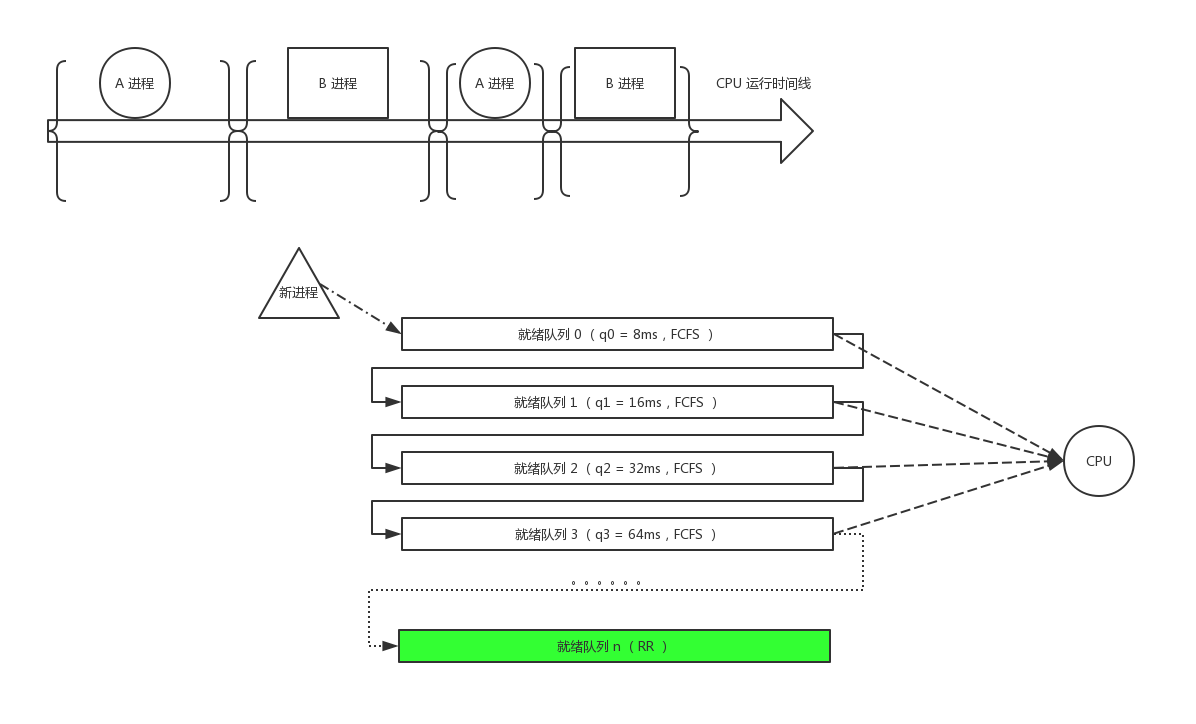 A 进程
B 进程
A 进程
B 进程
CPU 运行时间线
新进程
就绪队列 0 （ q0 = 8ms , FCFS ）
就绪队列 1 （ q1 = 16ms , FCFS ）
就绪队列 2 （ q2 = 32ms , FCFS ）
CPU
就绪队列 3 （ q3 = 64ms , FCFS ）
。。。。。。
就绪队列 n （ RR ）